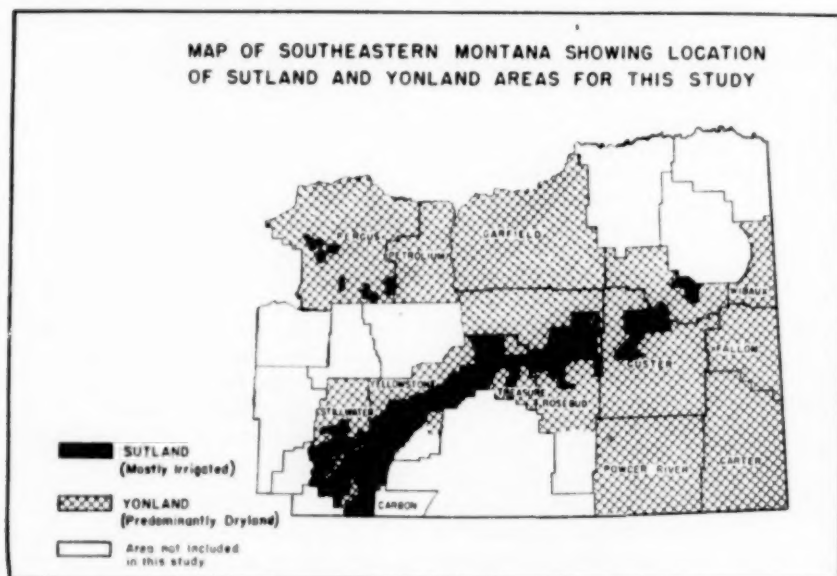 MAP OF SOUTHEASTERN MONTANA SHOWING LOCATION
OF SUTLAND AND YONLAND AREAS FOR THIS STUDY
FERGUS
PETROLIUM
GARFIELD
WIBAUX
FALLON
CUSTER
YELLOWSTONE
TREASURE
ROSEBUD
STILLWATER
POWDER RIVER
CARTER
CARBON
SUTLAND
(Mostly Irrigated)
YONLAND
(Predominantly Dryland)
Area not included
in this study